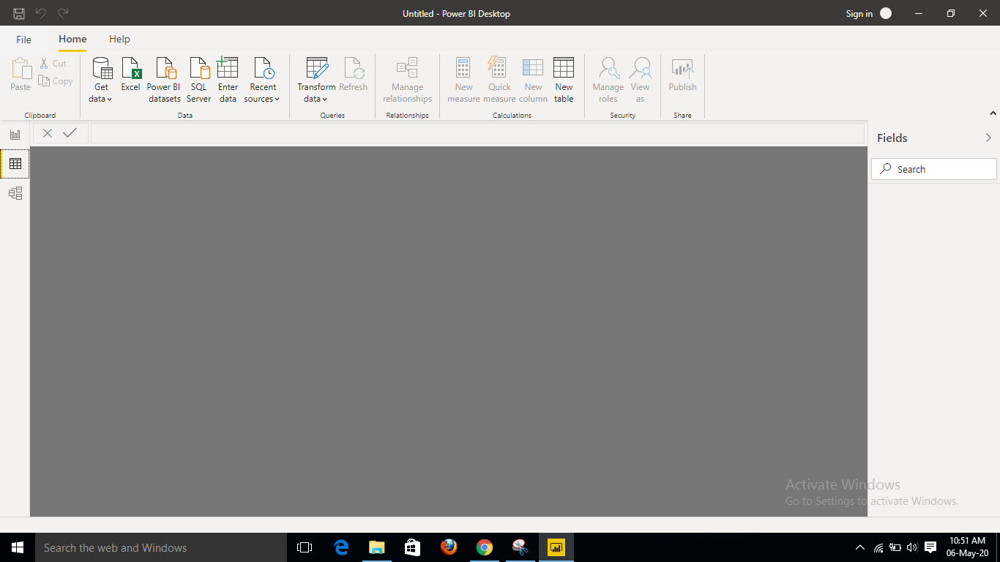 Untitled - Power BI Desktop
Sign in
File
Home
Help
Paste
Cut
Copy
Clipboard
Get data
Excel
Power BI datasets
SQL Server
Enter data
Recent sources
Data
Transform data
Refresh
Queries
Manage relationships
Relationships
New measure
Quick measure
New column
New table
Calculations
Manage roles
View as
Security
Publish
Share
Fields
Search
Activate Windows
Go to Settings to activate Windows.
Search the web and Windows
10:51 AM
06-May-20